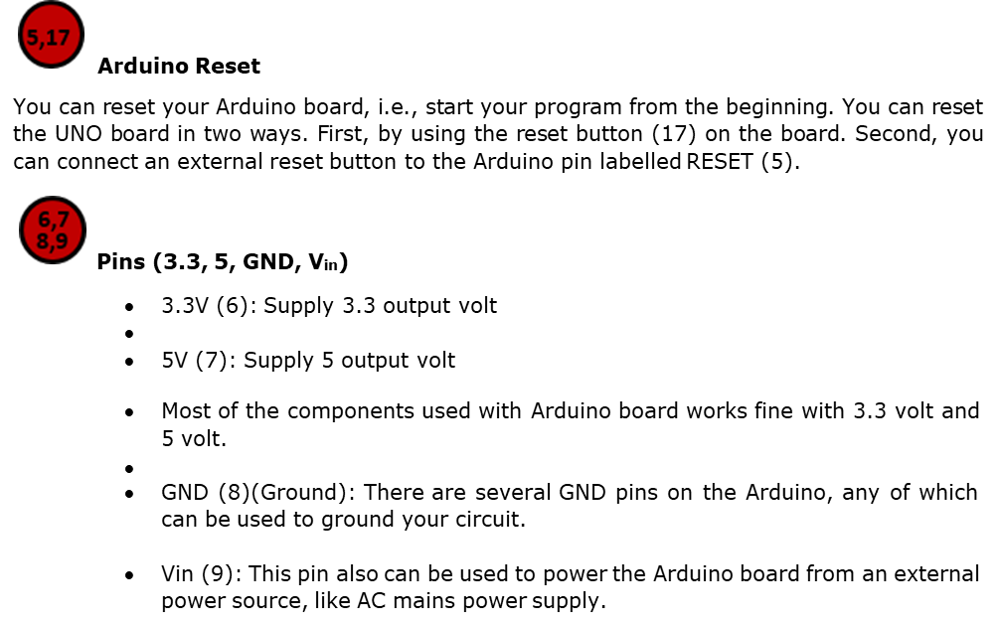 5,17
Arduino Reset
You can reset your Arduino board, i.e., start your program from the beginning. You can reset
the UNO board in two ways. First, by using the reset button (17) on the board. Second, you
can connect an external reset button to the Arduino pin labelled RESET (5).
6,7
8,9
Pins (3.3, 5, GND, Vin)
• 3.3V (6): Supply 3.3 output volt
•
• 5V (7): Supply 5 output volt
• Most of the components used with Arduino board works fine with 3.3 volt and
5 volt.
•
• GND (8)(Ground): There are several GND pins on the Arduino, any of which
can be used to ground your circuit.
• Vin (9): This pin also can be used to power the Arduino board from an external
power source, like AC mains power supply.